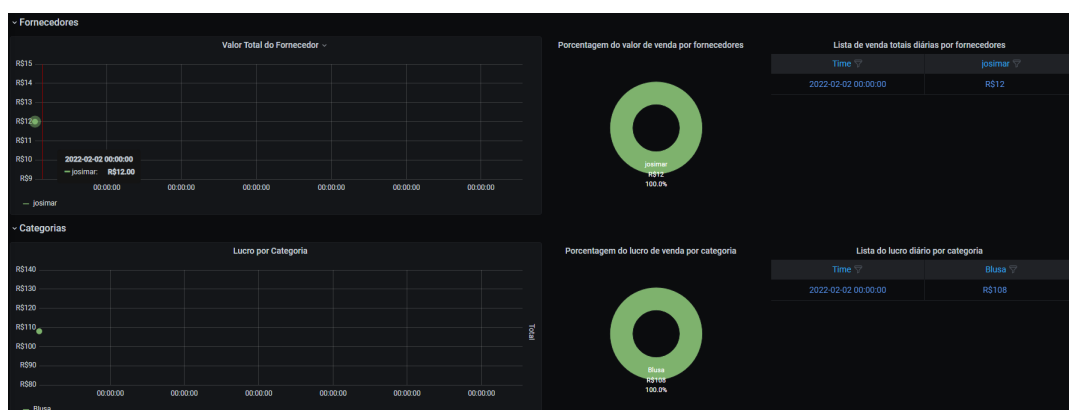 Fornecedores
Valor Total do Fornecedor
R$15
R$14
R$13
R$12
R$11
R$10
R$9
2022-02-02 00:00:00
josimar: R$12.00
00:00:00 00:00:00 00:00:00 00:00:00 00:00:00 00:00:00
josimar
Porcentagem do valor de venda por fornecedores
josimar
R$12
100.0%
Lista de venda totais diárias por fornecedores
Time josimar
2022-02-02 00:00:00 R$12
Categorias
Lucro por Categoria
R$140
R$130
R$120
R$110
R$100
R$90
R$80
Total
00:00:00 00:00:00 00:00:00 00:00:00 00:00:00 00:00:00
Blusa
Porcentagem do lucro de venda por categoria
Blusa
R$108
100.0%
Lista do lucro diário por categoria
Time Blusa
2022-02-02 00:00:00 R$108